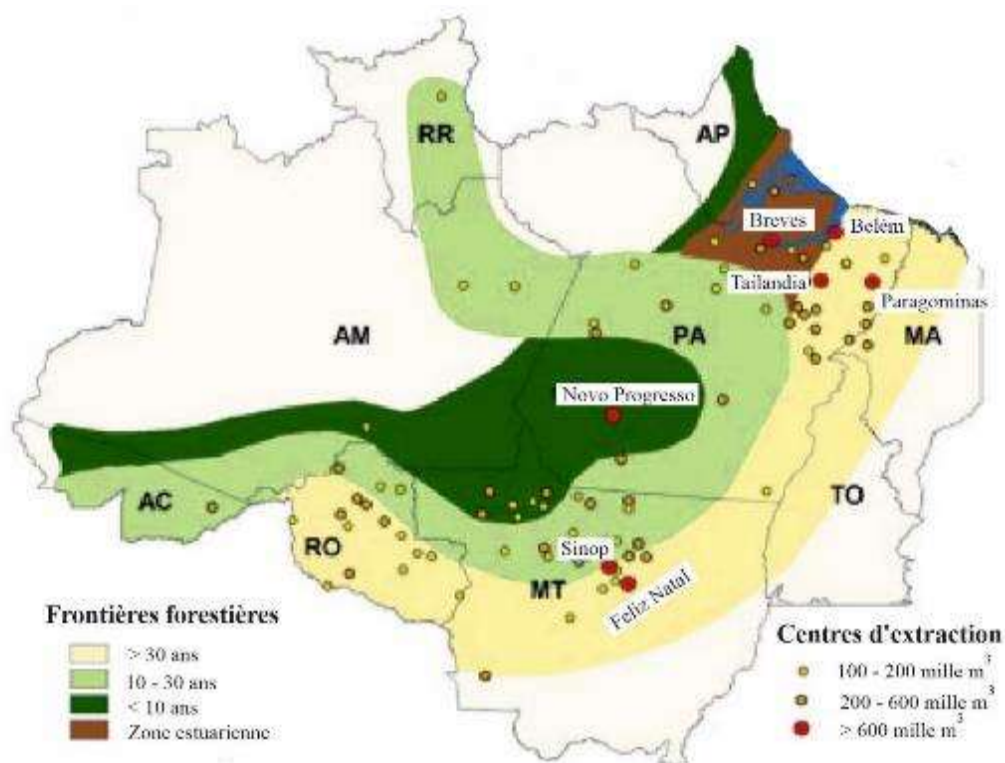 RR
AP
Breves
Belém
Tailandia
Paragominas
AM
PA
MA
Novo Progresso
AC
TO
RO
Sinop
MT
Feliz Natal
Frontières forestières
> 30 ans
10 - 30 ans
< 10 ans
Zone estuarienne
Centres d'extraction
100 - 200 mille m³
200 - 600 mille m³
> 600 mille m³